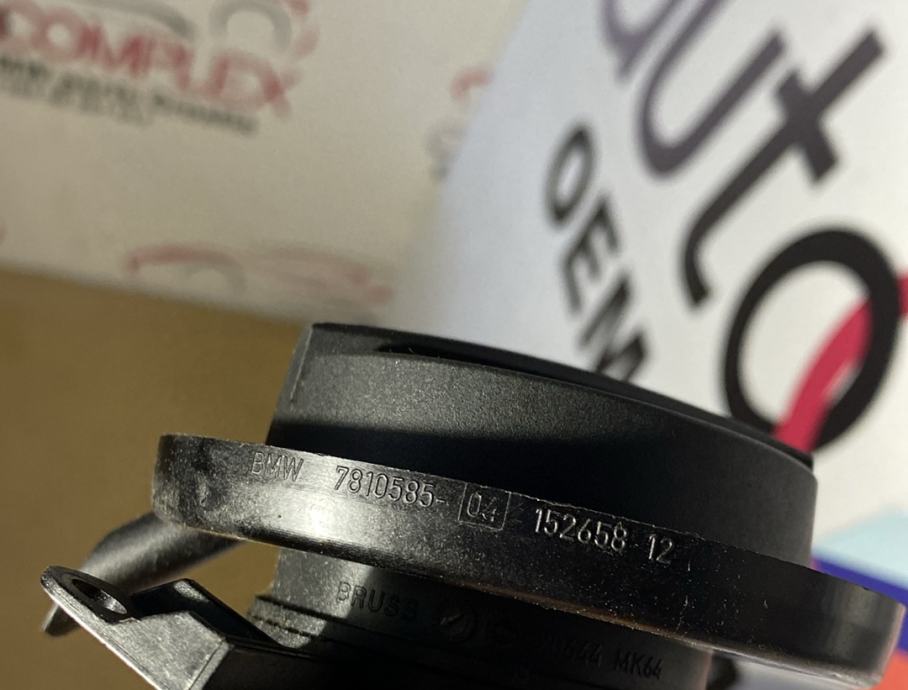 COMPLEX
auto
OEM
BMW 7810585- 04 152658 12
BRUSS
MK64